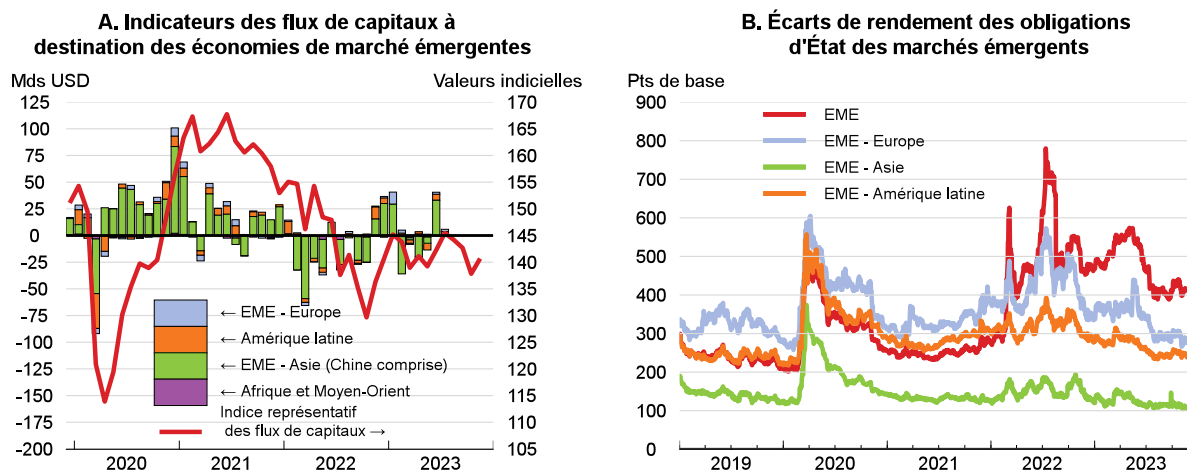 A. Indicateurs des flux de capitaux à
destination des économies de marché émergentes
Mds USD
Valeurs indicielles
125
100
75
50
25
0
-25
-50
-75
-100
-125
-150
-175
-200
170
165
160
155
150
145
140
135
130
125
120
115
110
105
← EME - Europe
← Amérique latine
← EME - Asie (Chine comprise)
← Afrique et Moyen-Orient
Indice représentatif
des flux de capitaux →
2020
2021
2022
2023
B. Écarts de rendement des obligations
d'État des marchés émergents
Pts de base
900
800
700
600
500
400
300
200
100
0
EME
EME - Europe
EME - Asie
EME - Amérique latine
2019
2020
2021
2022
2023